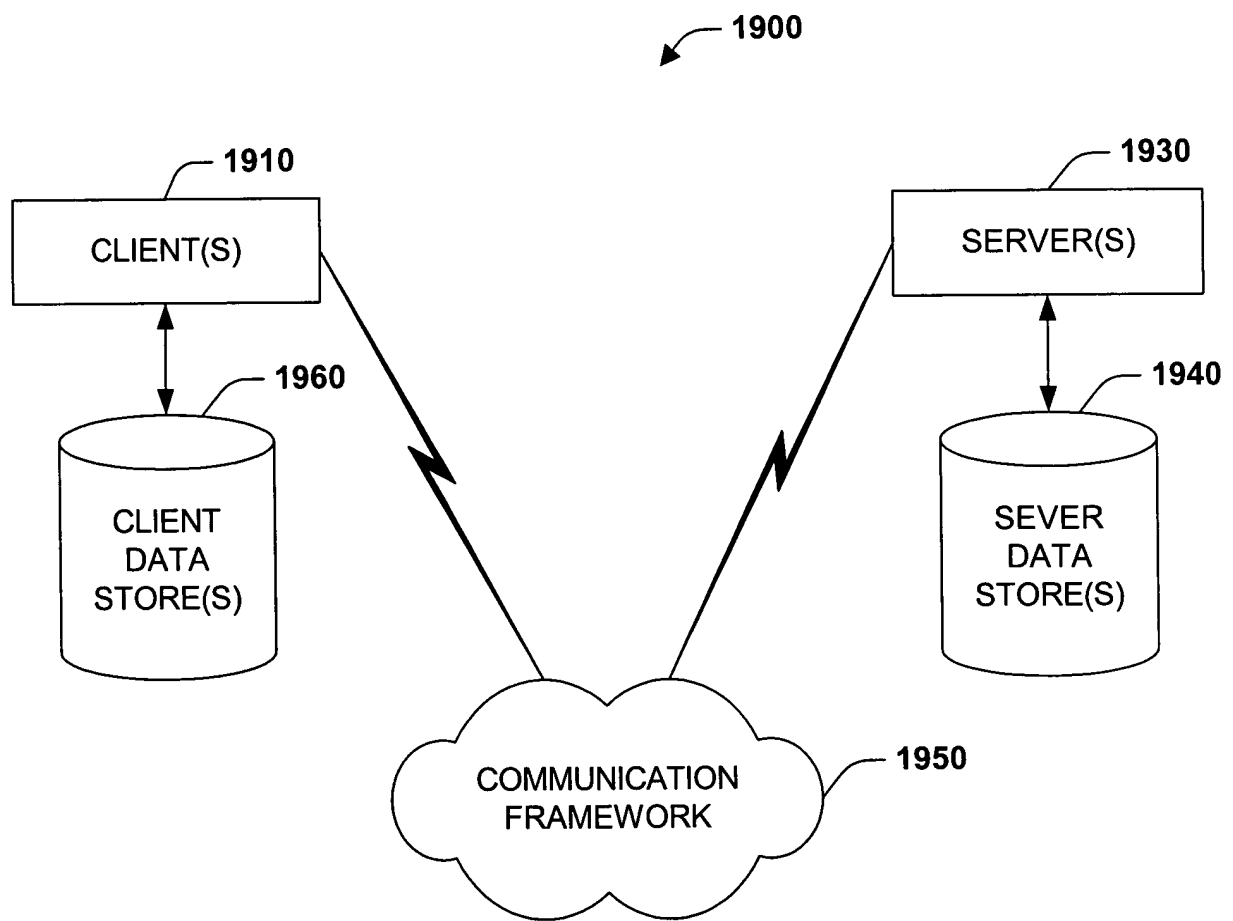 1900
1910
1930
CLIENT(S)
SERVER(S)
1960
1940
CLIENT
DATA
STORE(S)
SEVER
DATA
STORE(S)
1950
COMMUNICATION
FRAMEWORK